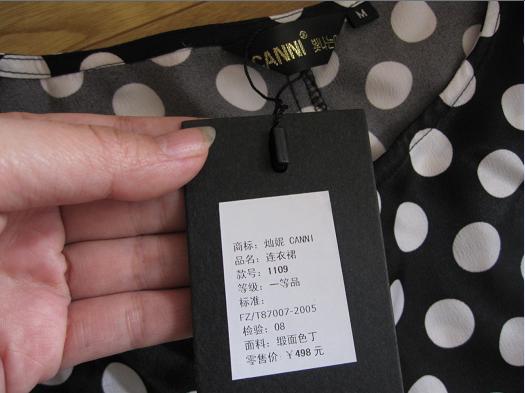 CANNI®
M
商标：灿妮 CANNI
品名：连衣裙
款号：1109
等级：一等品
标准：
FZ/T87007-2005
检验：08
面料：缎面色丁
零售价：￥498元